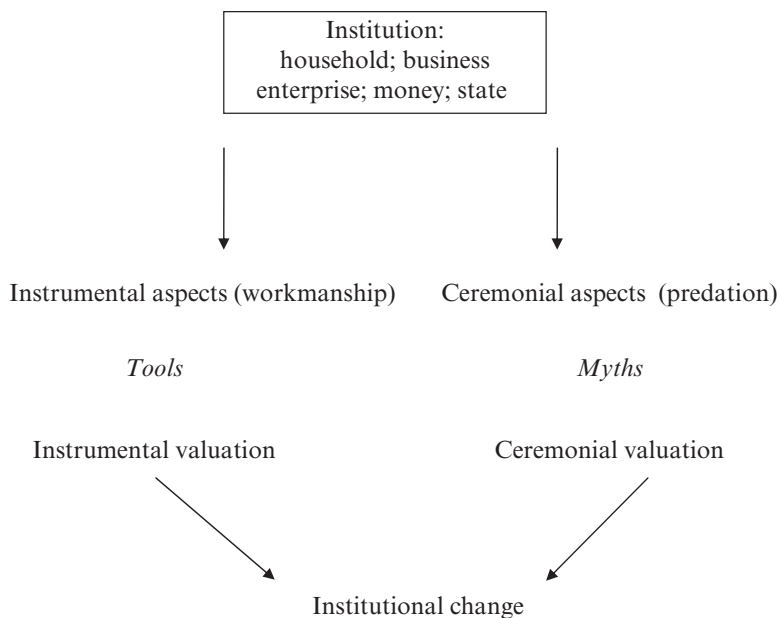 Institution:
household; business
enterprise; money; state
Instrumental aspects (workmanship)
Ceremonial aspects (predation)
Tools
Myths
Instrumental valuation
Ceremonial valuation
Institutional change